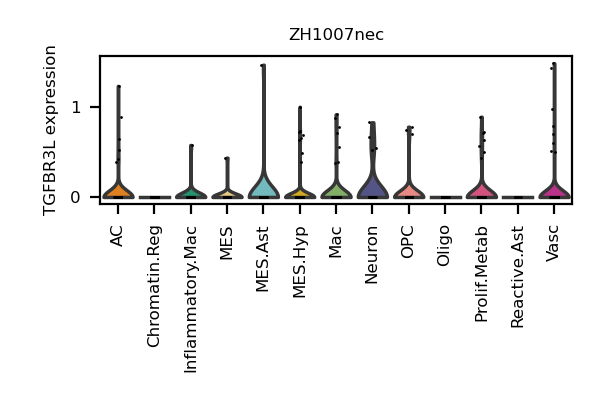 ZH1007nec
TGFBR3L expression
1
0
AC
Chromatin.Reg
Inflammatory.Mac
MES
MES.Ast
MES.Hyp
Mac
Neuron
OPC
Oligo
Prolif.Metab
Reactive.Ast
Vasc